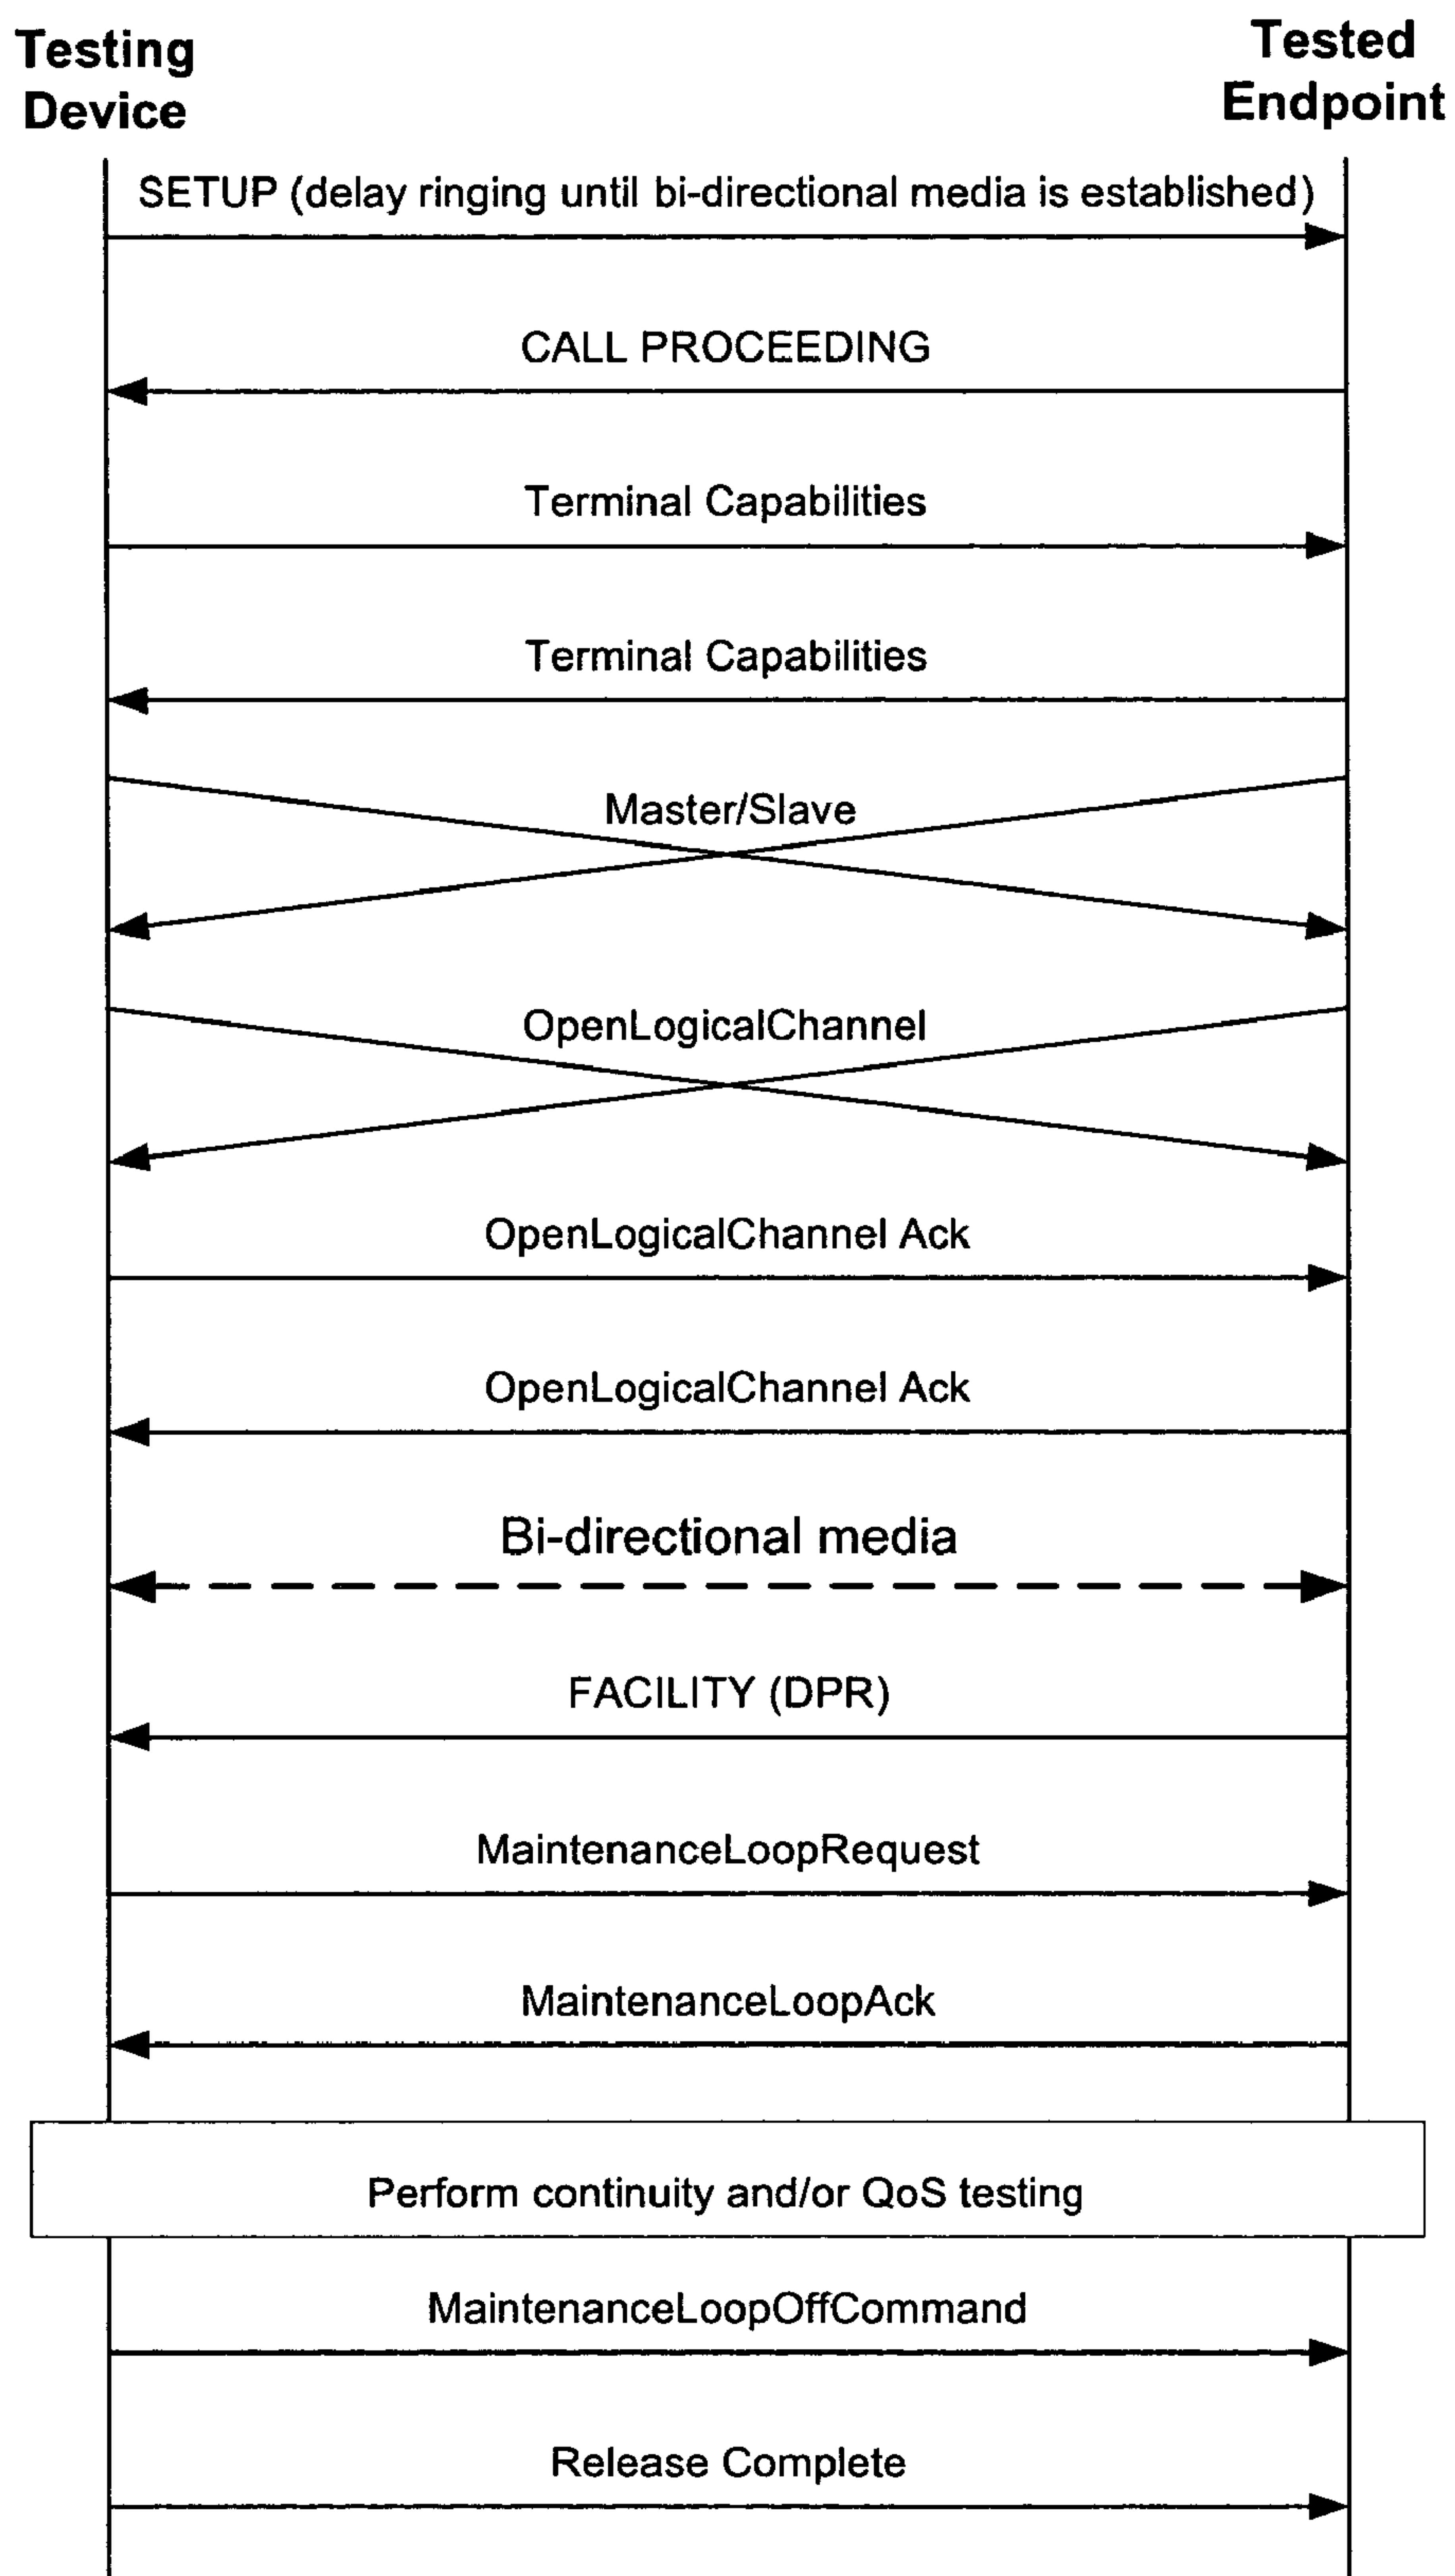 Testing
Device
Tested
Endpoint
SETUP (delay ringing until bi-directional media is established)
CALL PROCEEDING
Terminal Capabilities
Terminal Capabilities
Master/Slave
OpenLogicalChannel
OpenLogicalChannel Ack
OpenLogicalChannel Ack
Bi-directional media
FACILITY (DPR)
MaintenanceLoopRequest
MaintenanceLoopAck
Perform continuity and/or QoS testing
MaintenanceLoopOffCommand
Release Complete